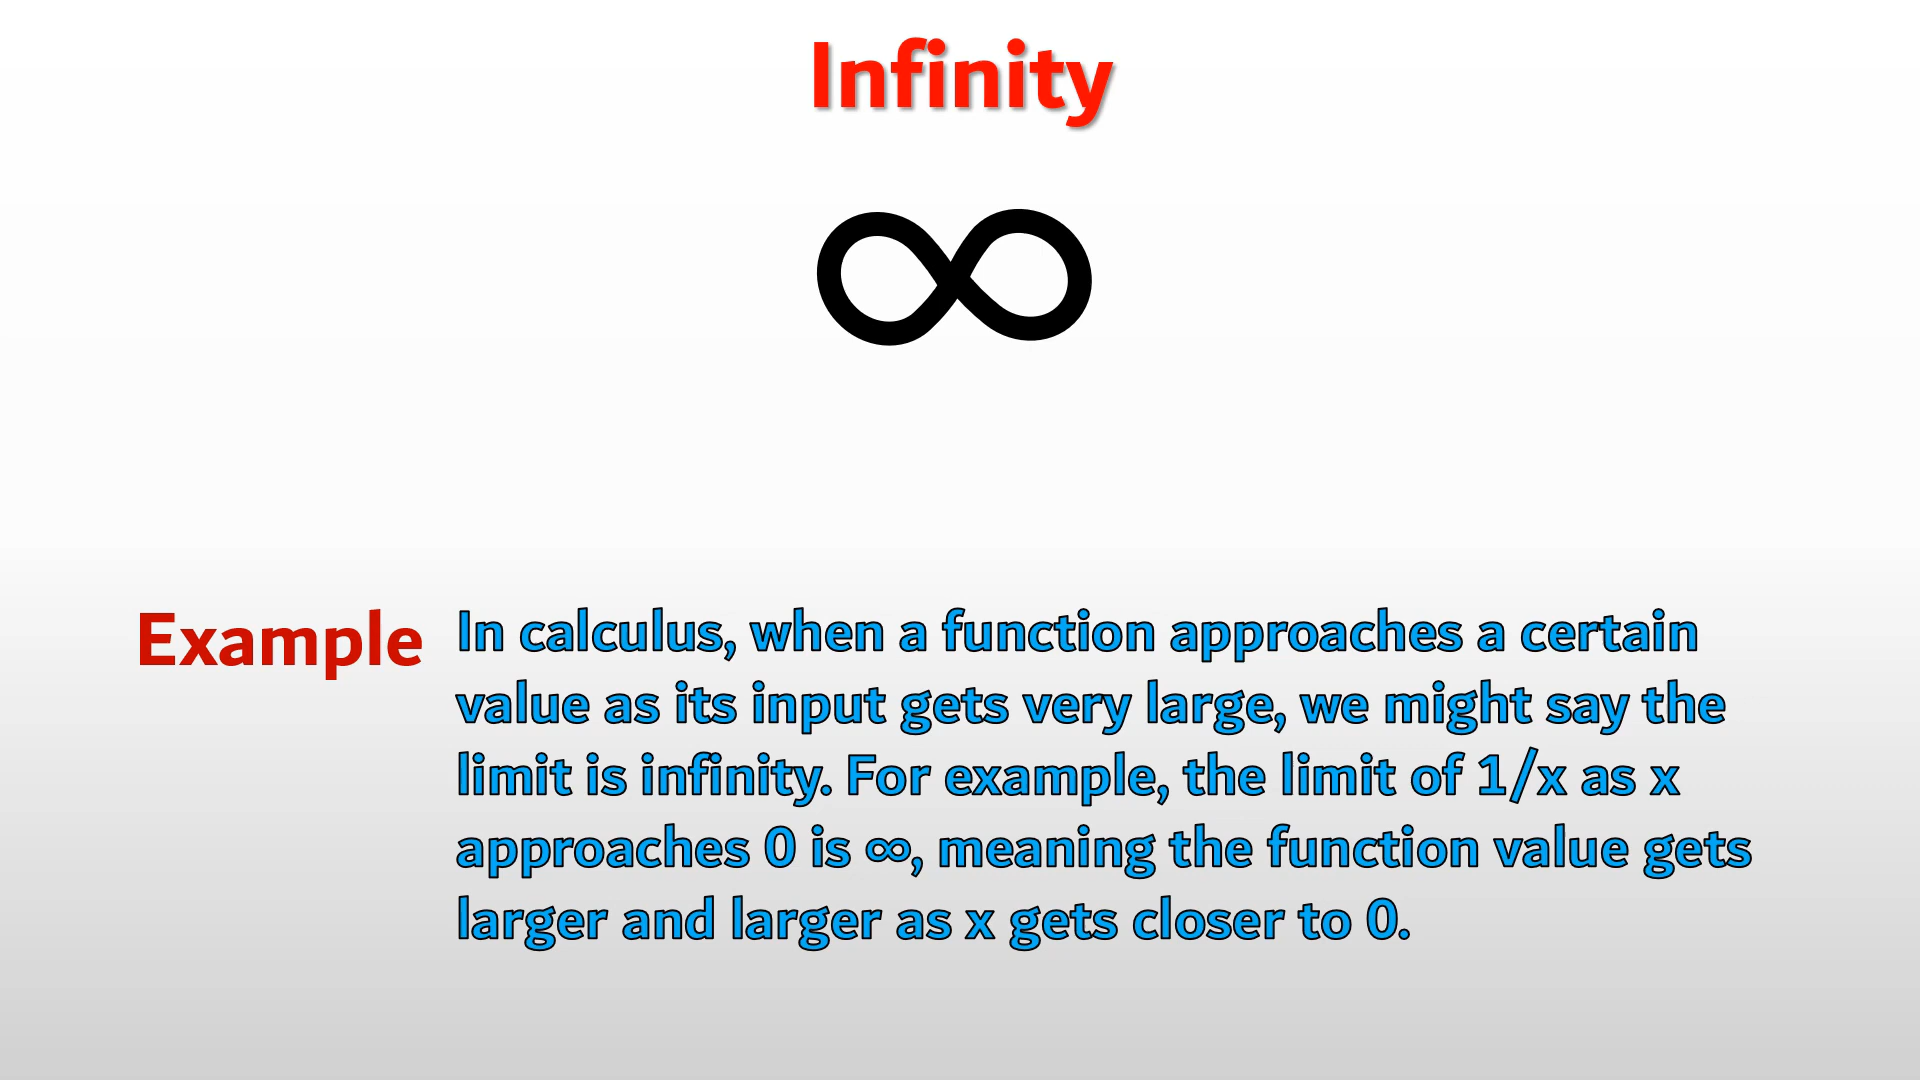 Infinity
∞
Example
In calculus, when a function approaches a certain
value as its input gets very large, we might say the
limit is infinity. For example, the limit of 1/x as x
approaches 0 is ∞, meaning the function value gets
larger and larger as x gets closer to 0.